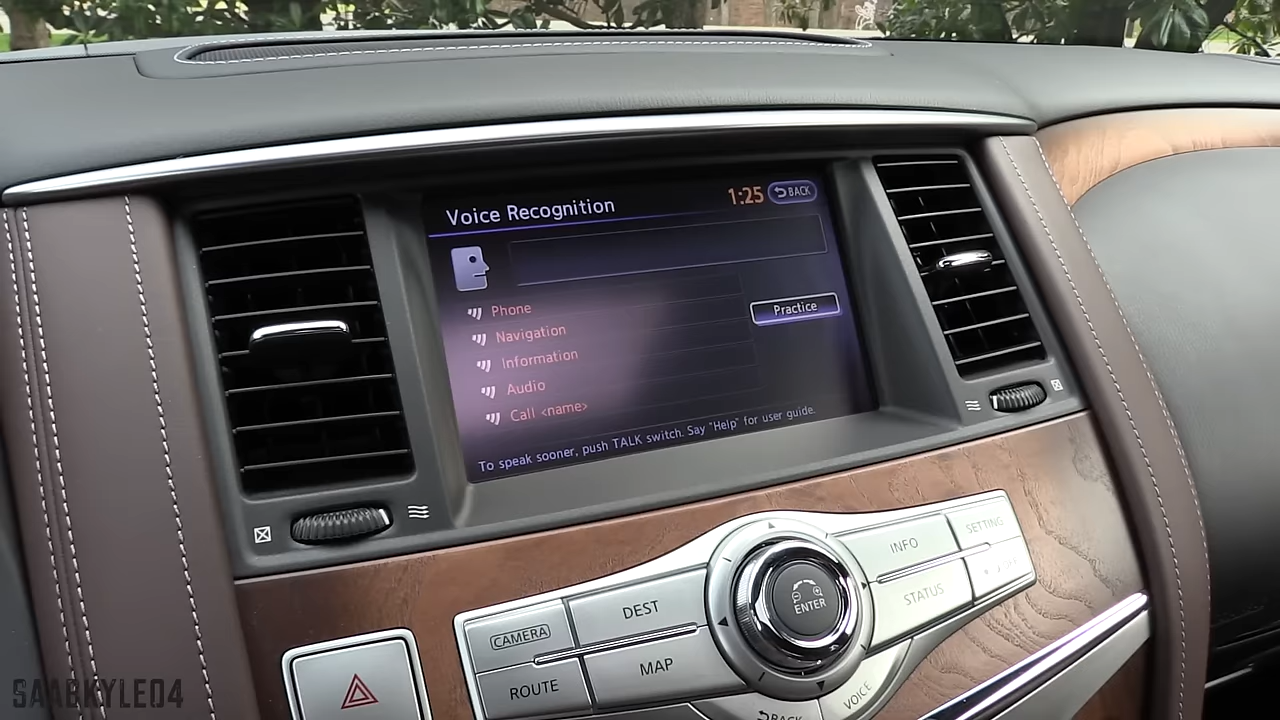 Voice Recognition
1:25
BACK
Phone
Navigation
Information
Audio
Call <name>
Practice
To speak sooner, push TALK switch. Say "Help" for user guide.
CAMERA
DEST
ROUTE
MAP
ENTER
INFO
SETTING
STATUS
BACK
VOICE
SAABKYLE04